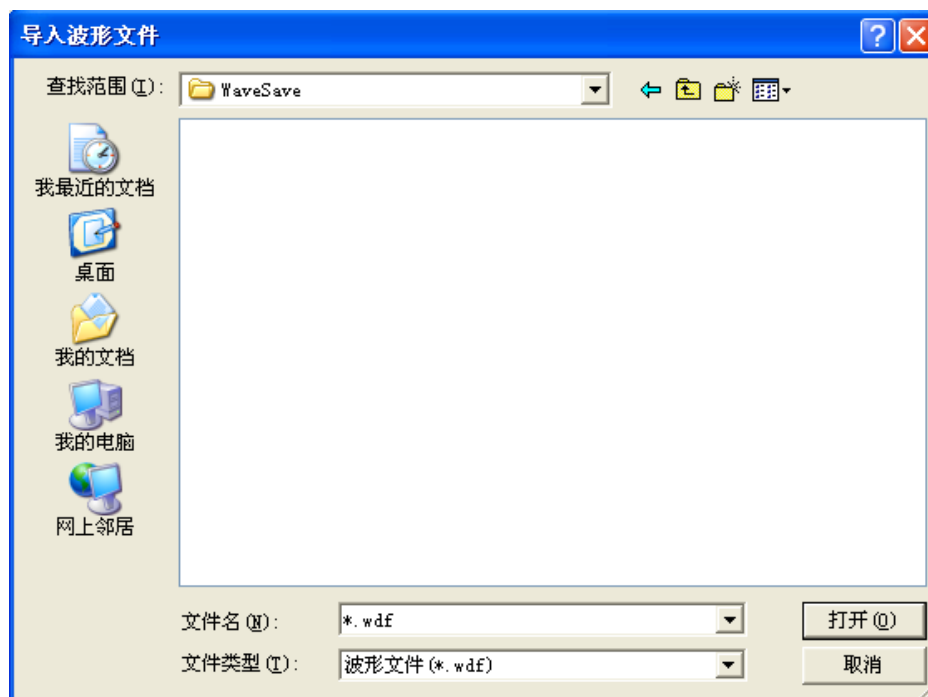 导入波形文件
查找范围(I):
WaveSave
我最近的文档
桌面
我的文档
我的电脑
网上邻居
文件名(N):
*.wdf
打开(O)
文件类型(T):
波形文件(*.wdf)
取消